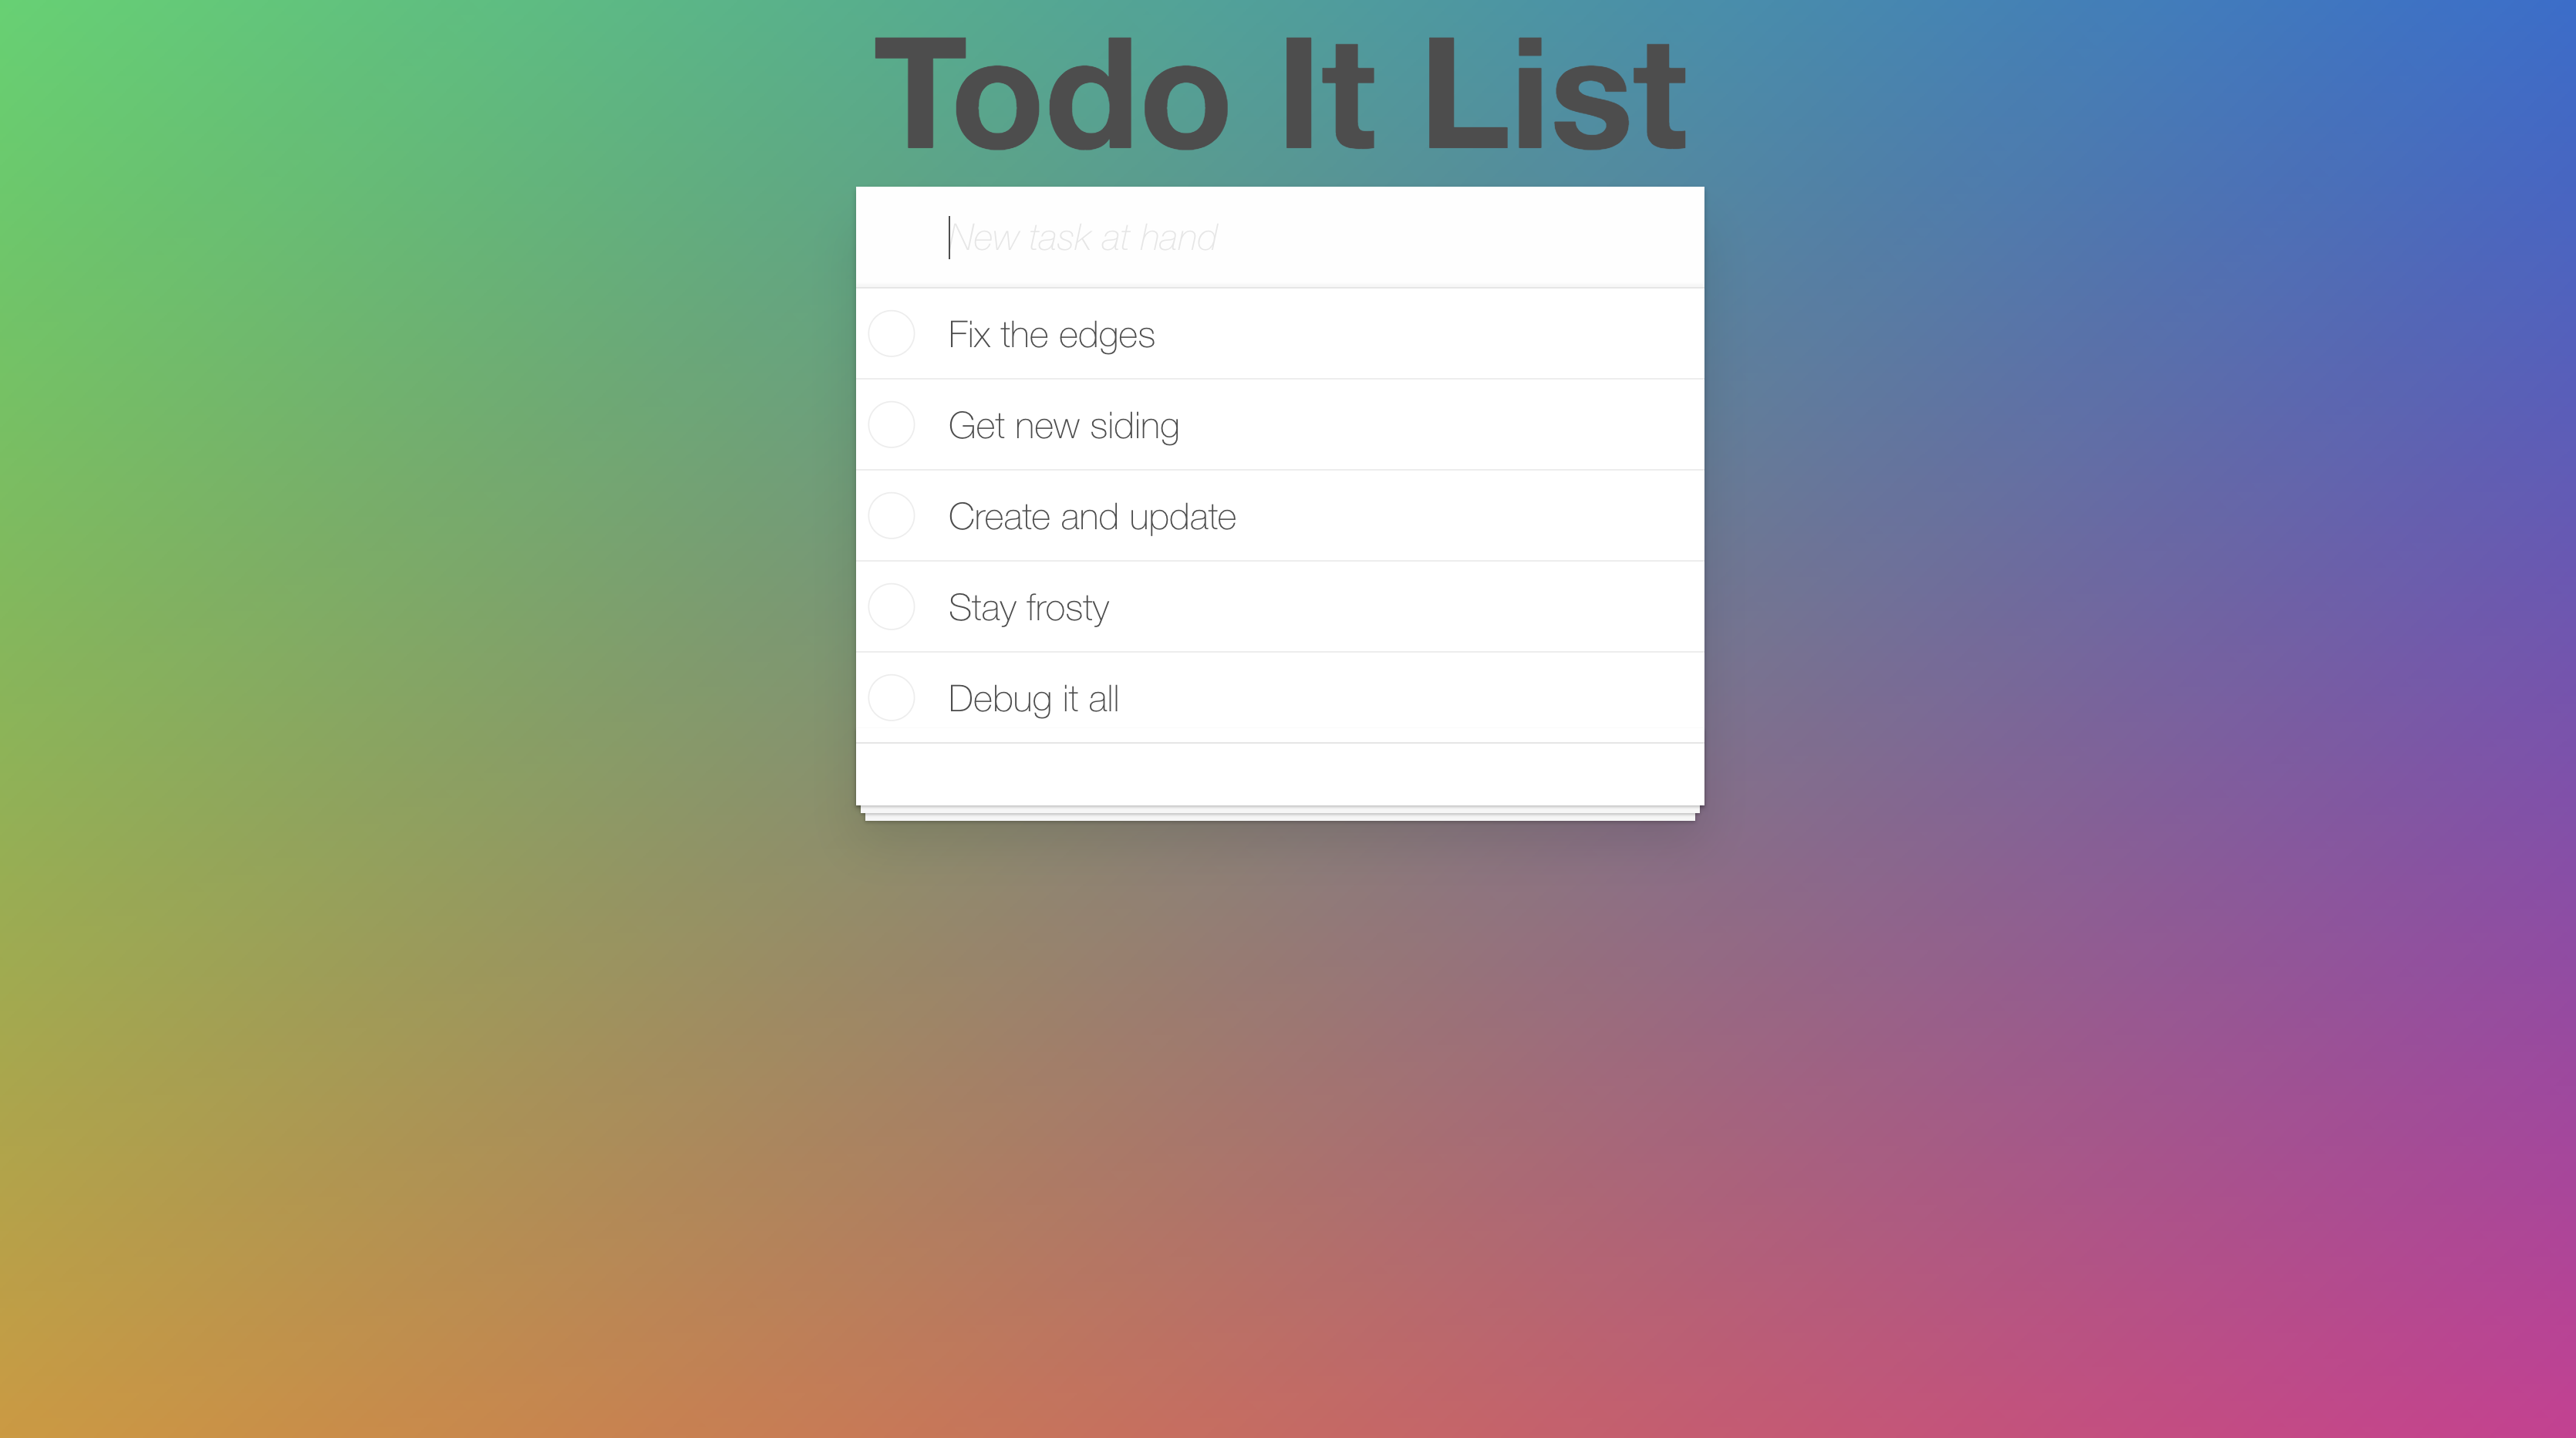 Todo It List
New task at hand
Fix the edges
Get new siding
Create and update
Stay frosty
Debug it all